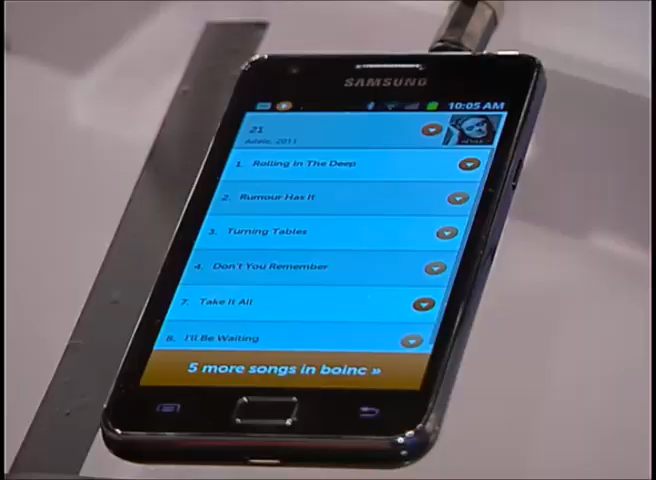 SAMSUNG
10:05 AM
21
Adele, 2011
1. Rolling In The Deep
2. Rumour Has It
3. Turning Tables
4. Don't You Remember
7. Take It All
8. I'll Be Waiting
5 more songs in boinc »